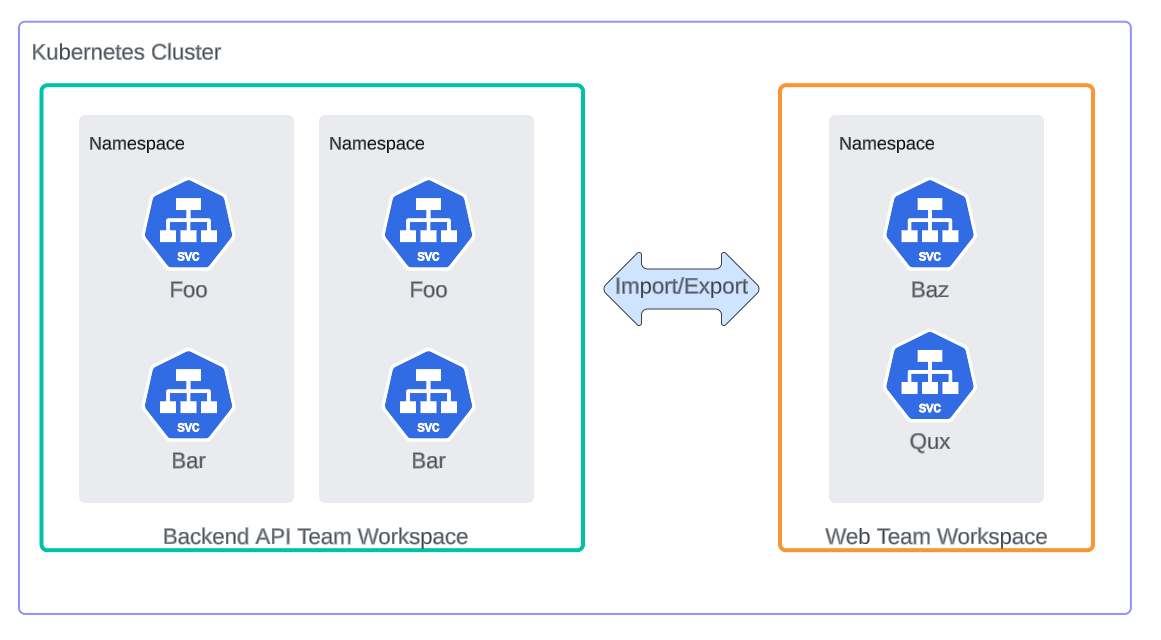 Kubernetes Cluster
Namespace
SVC
Foo
SVC
Bar
Namespace
SVC
Foo
SVC
Bar
Backend API Team Workspace
Import/Export
Namespace
SVC
Baz
SVC
Qux
Web Team Workspace